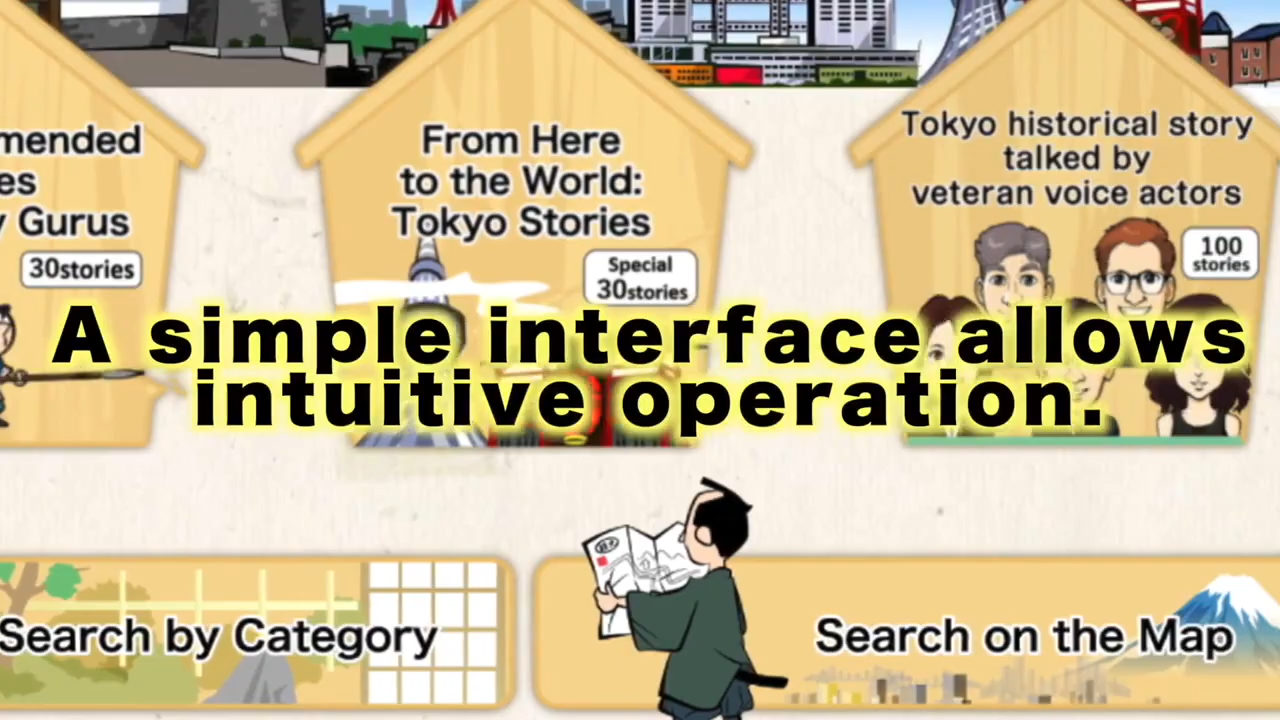 mended
es
y Gurus
30stories
From Here
to the World:
Tokyo Stories
Special
30stories
Tokyo historical story
talked by
veteran voice actors
100
stories
A simple interface allows
intuitive operation.
Search by Category
Search on the Map